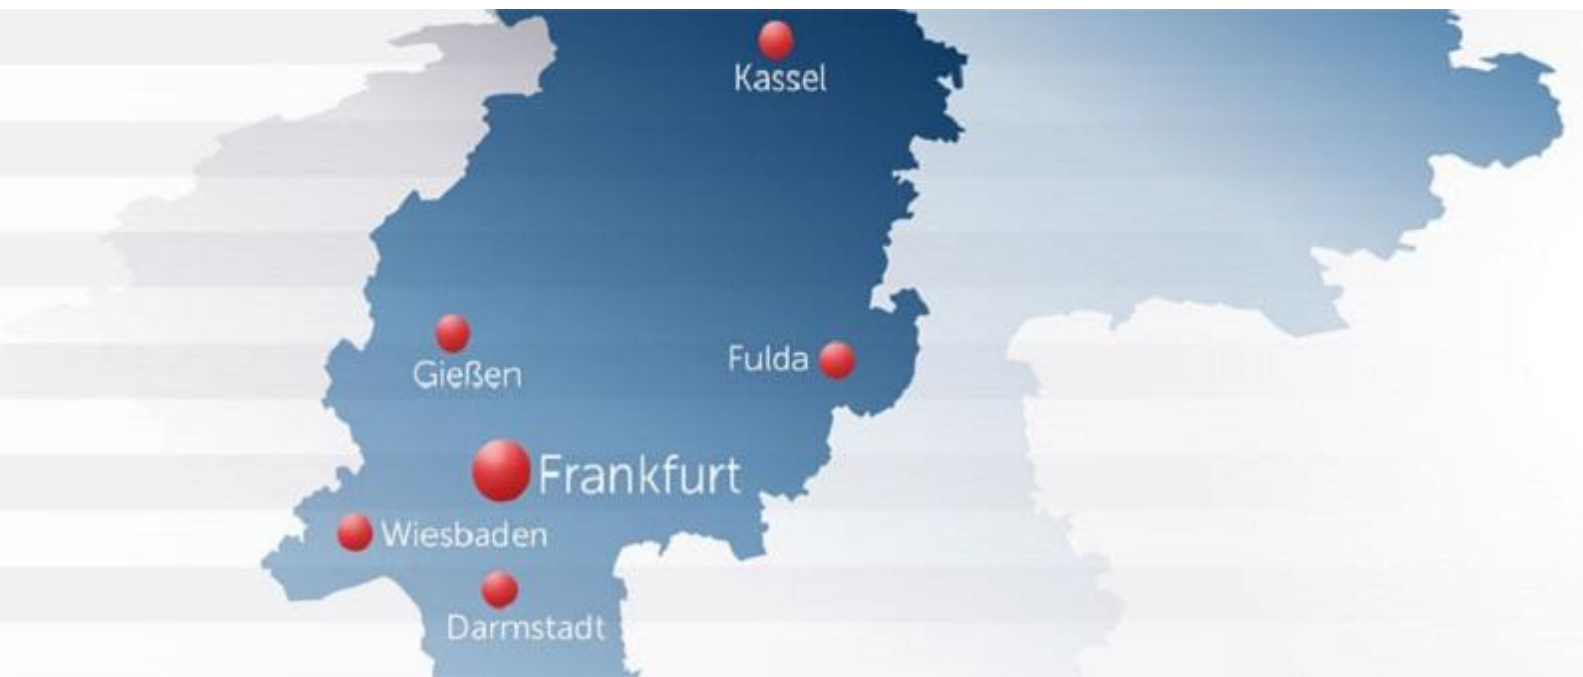 Kassel
Gießen
Fulda
Frankfurt
Wiesbaden
Darmstadt